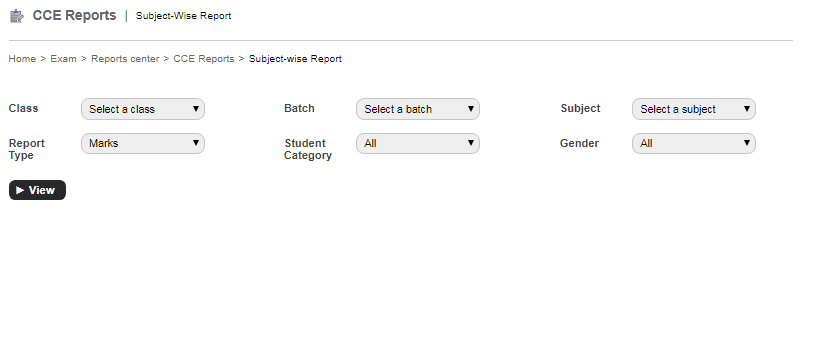 CCE Reports | Subject-Wise Report
Home > Exam > Reports center > CCE Reports > Subject-wise Report
Class Select a class Batch Select a batch Subject Select a subject
Report Type Marks Student Category All Gender All
View